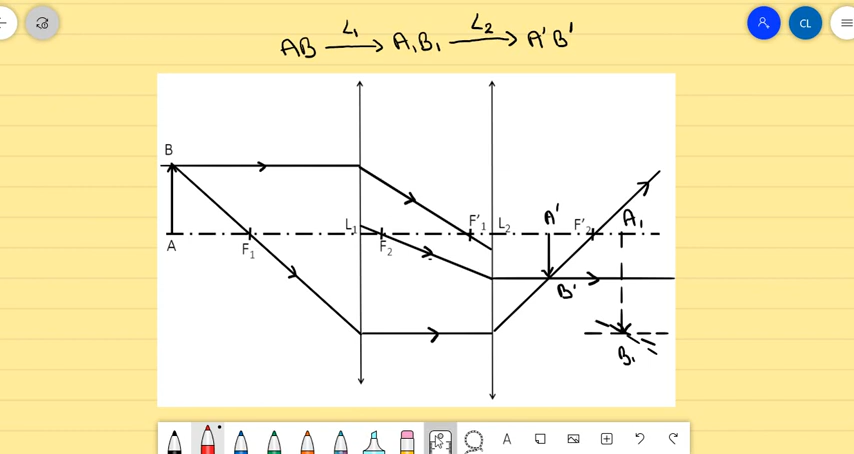 CL
AB —L₁→ A₁B₁ —L₂→ A'B'
B
A
F₁
L₁
F₂
F'₁
L₂
A'
F'₂
A₁
B'
B₁
A